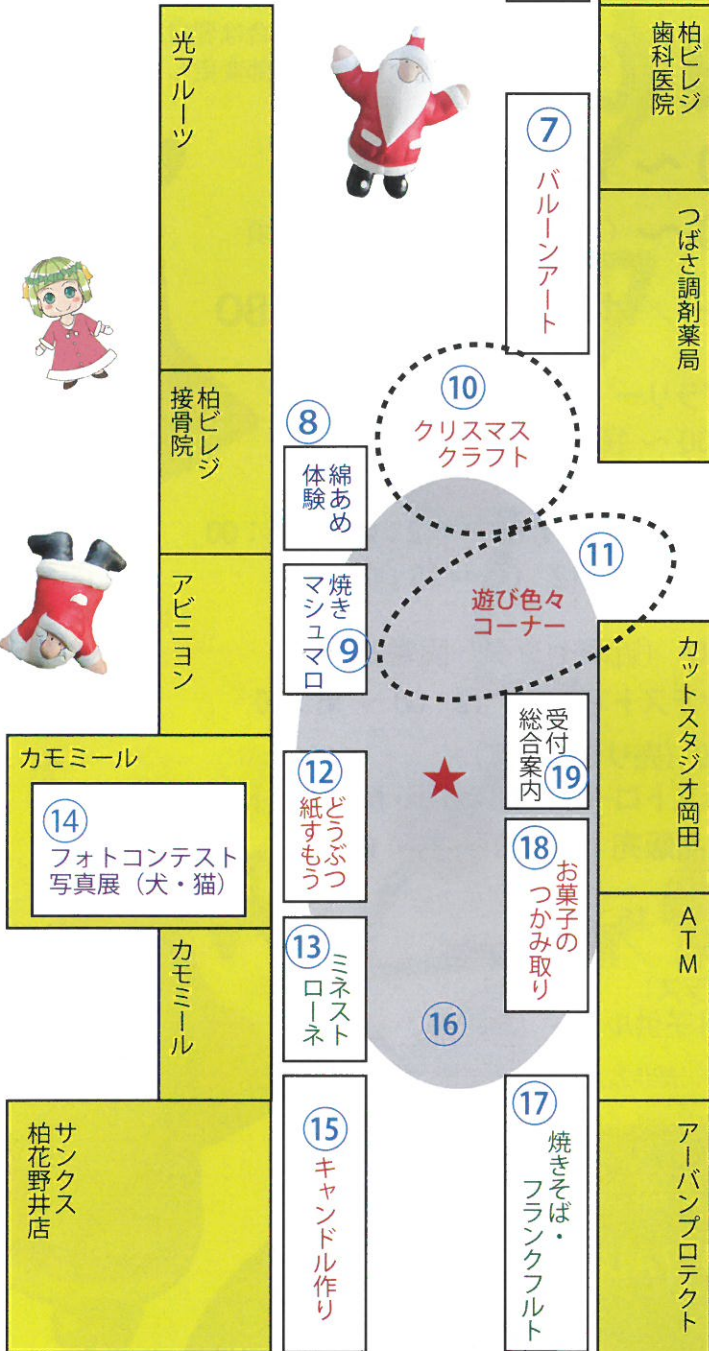 光フルーツ
柏ビレジ
歯科医院
⑦
バルーンアート
つばさ調剤薬局
柏ビレジ
接骨院
⑧
綿あめ
体験
⑩
クリスマス
クラフト
アビニヨン
焼き
マシュマロ
⑨
⑪
遊び色々
コーナー
カットスタジオ岡田
受付
総合案内
⑲
★
カモミール
⑭
フォトコンテスト
写真展（犬・猫）
⑫
どうぶつ
紙すもう
⑱
お菓子の
つかみ取り
ATM
カモミール
⑬
ミネスト
ローネ
⑯
サンクス
柏花野井店
⑮
キャンドル作り
⑰
焼きそば・
フランクフルト
アーバンプロテクト